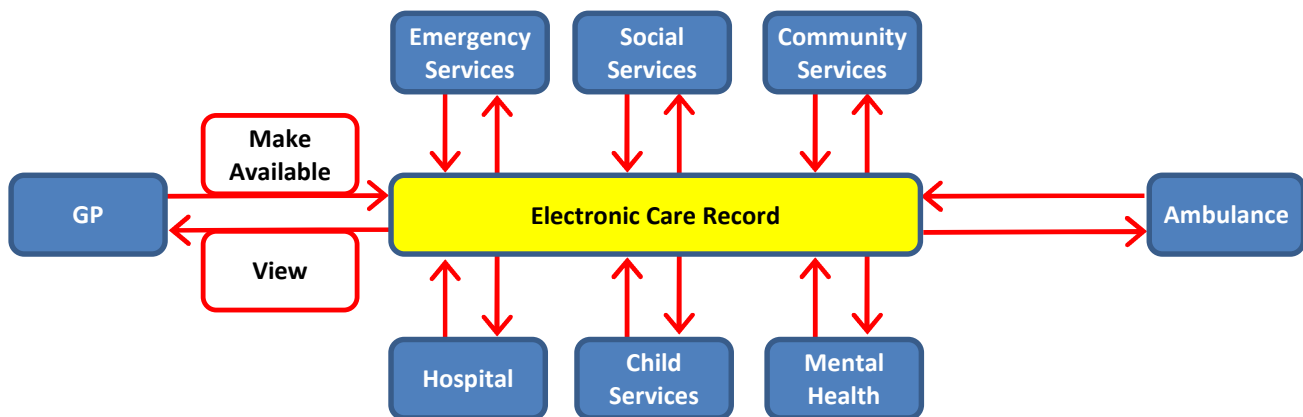 Emergency
Services
Social
Services
Community
Services
Make
Available
GP
Electronic Care Record
Ambulance
View
Hospital
Child
Services
Mental
Health